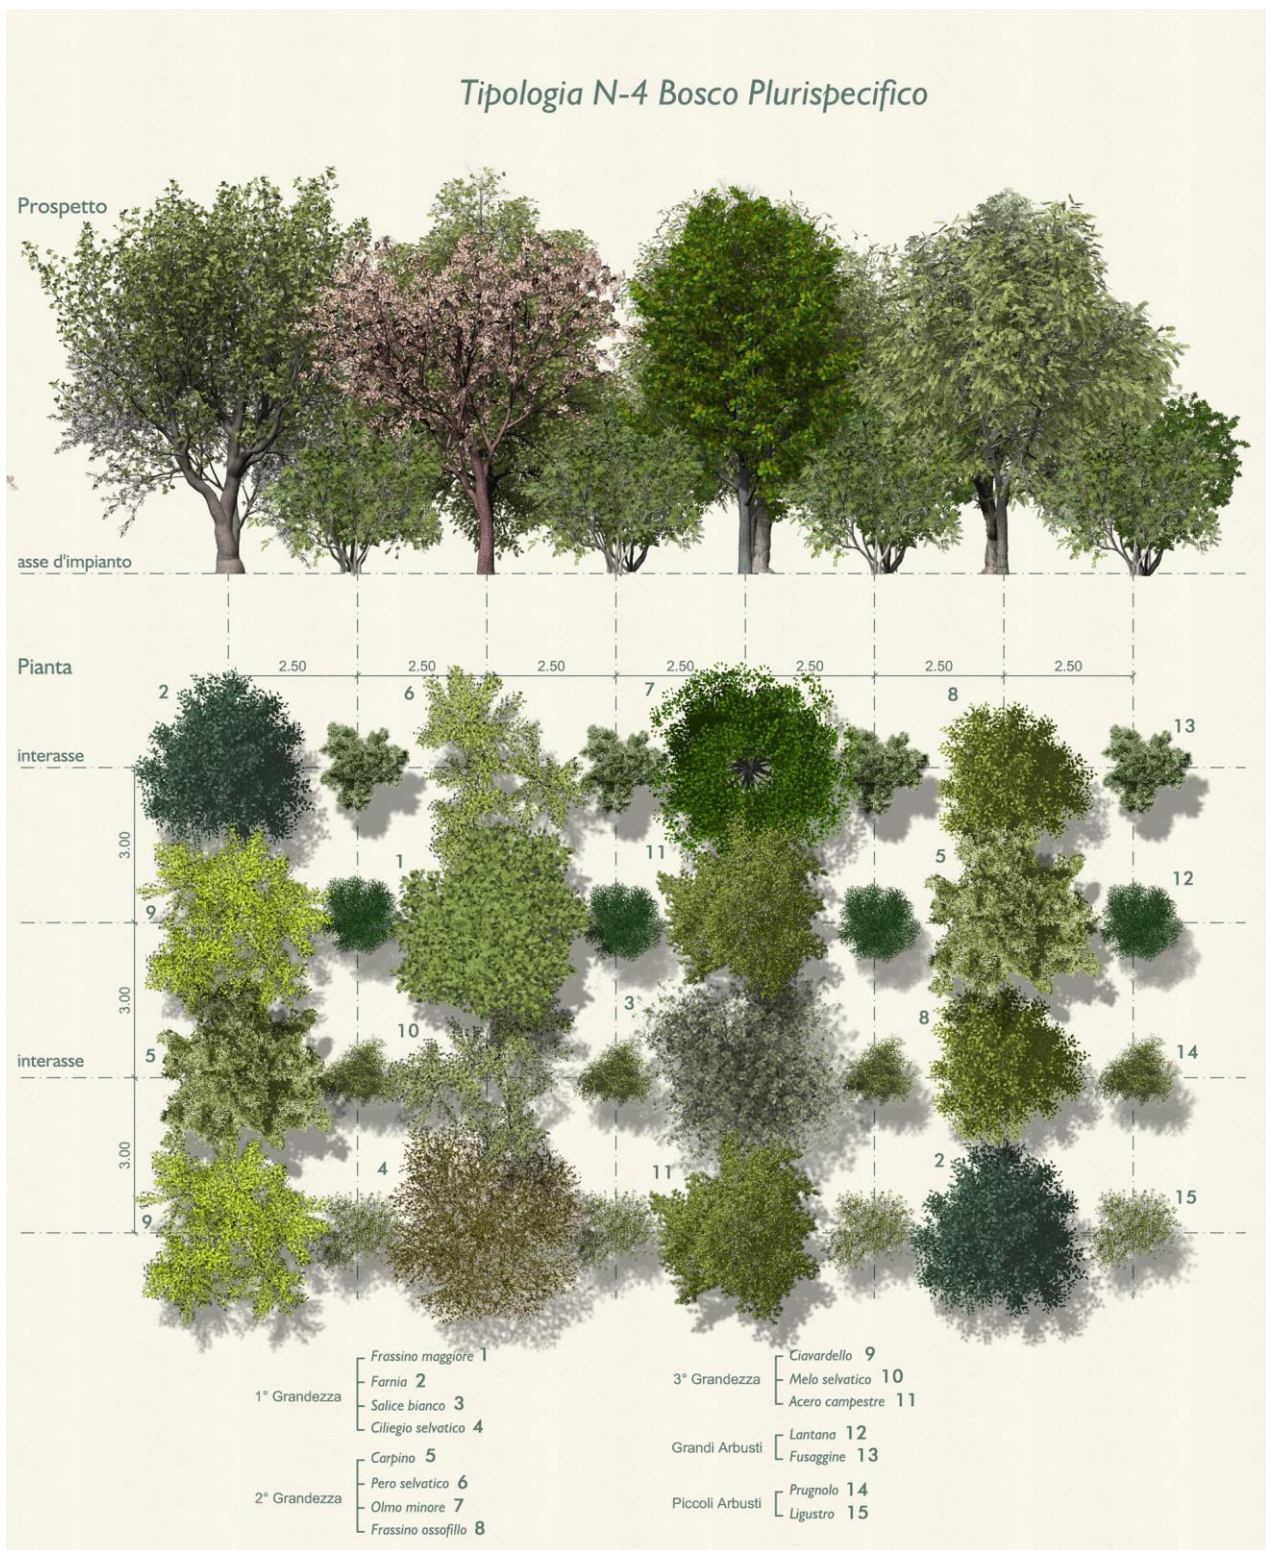 Tipologia N-4 Bosco Plurispecifico
Prospetto
asse d'impianto
Pianta
2.50 2.50 2.50 2.50 2.50 2.50 2.50
2 6 7 8
13
interasse
3.00
1 11 5 12
9
3.00
3 8
10
interasse
5 14
3.00
4 11 2
9 15
1° Grandezza
Frassino maggiore 1
Farnia 2
Salice bianco 3
Ciliegio selvatico 4
2° Grandezza
Carpino 5
Pero selvatico 6
Olmo minore 7
Frassino ossofillo 8
3° Grandezza
Ciavardello 9
Melo selvatico 10
Acero campestre 11
Grandi Arbusti
Lantana 12
Fusaggine 13
Piccoli Arbusti
Prugnolo 14
Ligustro 15